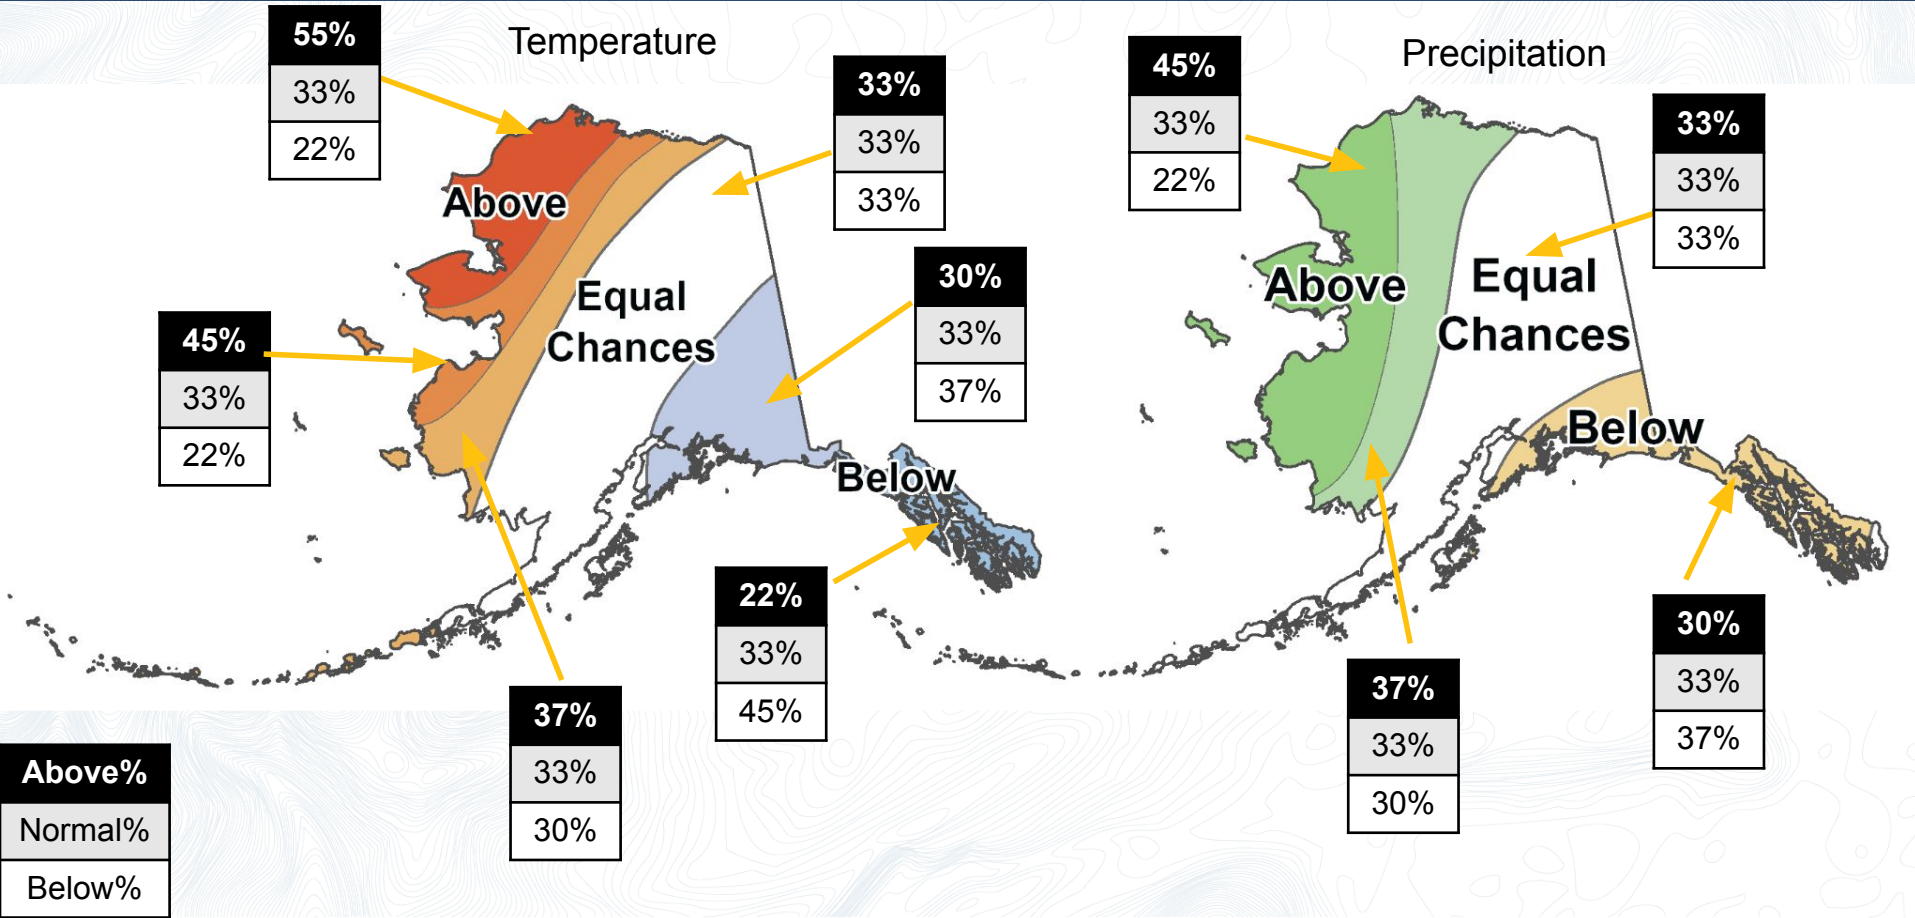 Temperature
55%
33%
22%
33%
33%
33%
Above
Equal
Chances
30%
33%
37%
45%
33%
22%
Below
22%
33%
45%
37%
33%
30%
Above%
Normal%
Below%
Precipitation
45%
33%
22%
33%
33%
33%
Above
Equal
Chances
Below
30%
33%
37%
37%
33%
30%